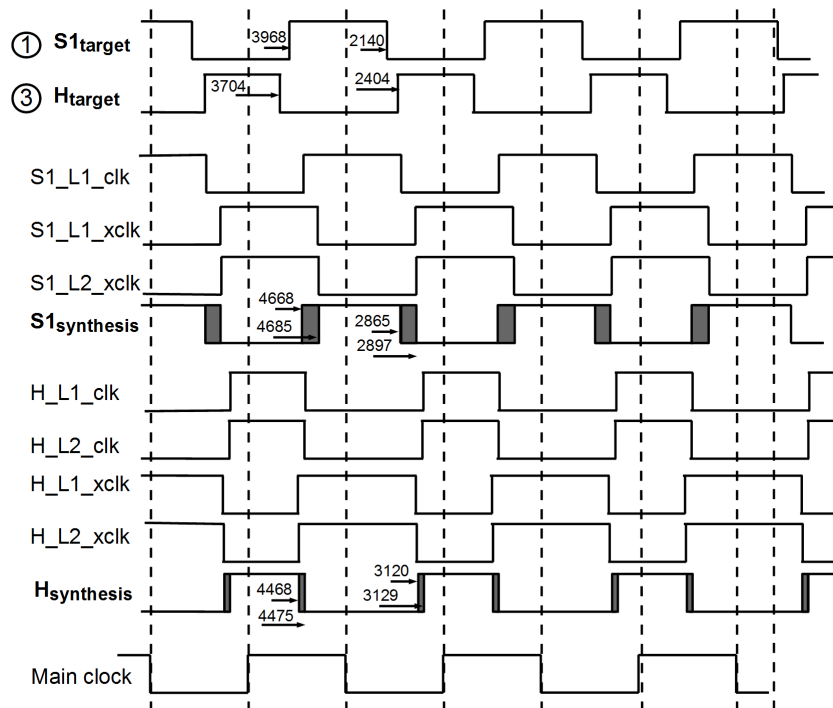 ① S1target 3968 2140
③ Htarget 3704 2404
S1_L1_clk
S1_L1_xclk
S1_L2_xclk
4668
S1synthesis 4685 2865
2897
H_L1_clk
H_L2_clk
H_L1_xclk
H_L2_xclk
3120
Hsynthesis 4468 3129
4475
Main clock